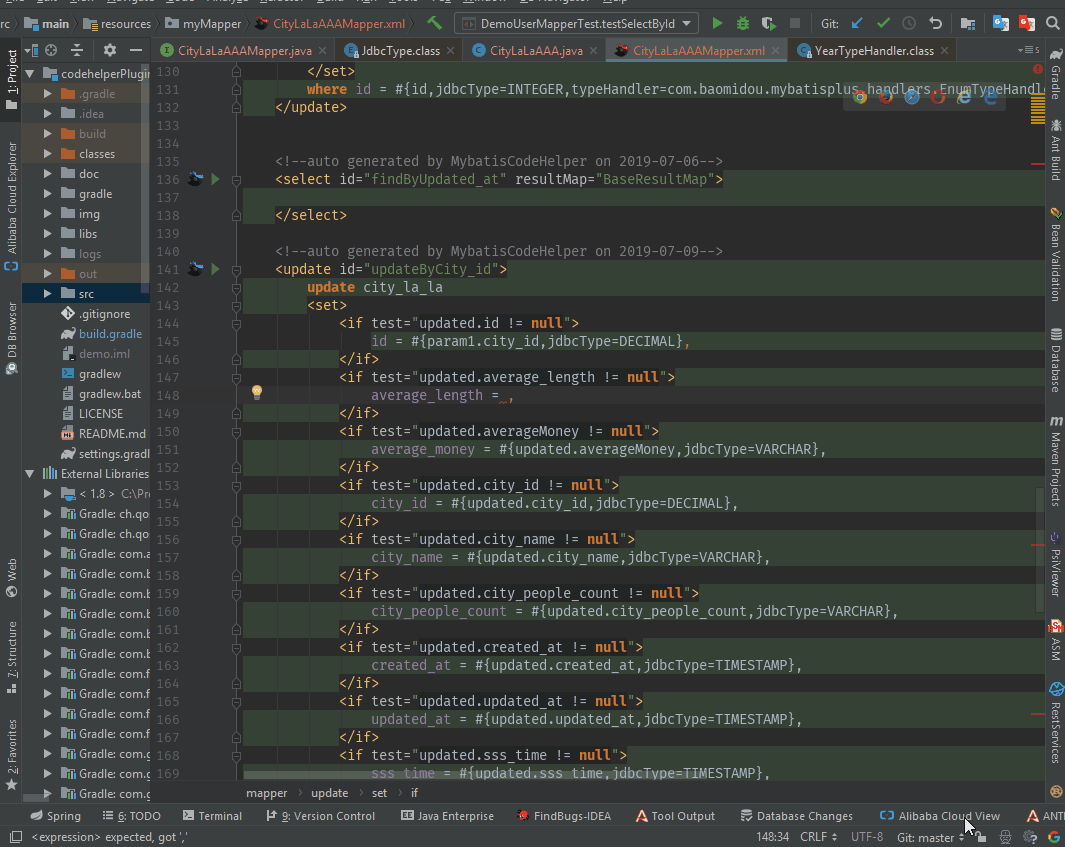 rc main resources myMapper CityLaLaAAAMapper.xml DemoUserMapperTest.testSelectById Git:
CityLaLaAAAMapper.java JdbcType.class CityLaLaAAA.java CityLaLaAAMapper.xml YearTypeHandler.class
1: Project
Alibaba Cloud Explorer
DB Browser
Web
7: Structure
2: Favorites
codehelperPlugin
.gradle
.idea
build
classes
doc
gradle
img
libs
logs
out
src
.gitignore
build.gradle
demo.iml
gradlew
gradlew.bat
LICENSE
README.md
settings.gradl
External Libraries
< 1.8 > C:\Pr
Gradle: ch.qo
Gradle: ch.qo
Gradle: com.a
Gradle: com.b
Gradle: com.b
Gradle: com.b
Gradle: com.b
Gradle: com.b
Gradle: com.b
Gradle: com.f
Gradle: com.f
Gradle: com.f
Gradle: com.g
Gradle: com.g
Gradle: com.g
130 </set>
131 where id = #{id,jdbcType=INTEGER,typeHandler=com.baomidou.mybatisplus.handlers.EnumTypeHandl
132 </update>
133
134
135 <!--auto generated by MybatisCodeHelper on 2019-07-06-->
136 <select id="findByUpdated_at" resultMap="BaseResultMap">
137
138 </select>
139
140 <!--auto generated by MybatisCodeHelper on 2019-07-09-->
141 <update id="updateByCity_id">
142 update city_la_la
143 <set>
144 <if test="updated.id != null">
145 id = #{param1.city_id,jdbcType=DECIMAL},
146 </if>
147 <if test="updated.average_length != null">
148 average_length = ,
149 </if>
150 <if test="updated.averageMoney != null">
151 average_money = #{updated.averageMoney,jdbcType=VARCHAR},
152 </if>
153 <if test="updated.city_id != null">
154 city_id = #{updated.city_id,jdbcType=DECIMAL},
155 </if>
156 <if test="updated.city_name != null">
157 city_name = #{updated.city_name,jdbcType=VARCHAR},
158 </if>
159 <if test="updated.city_people_count != null">
160 city_people_count = #{updated.city_people_count,jdbcType=VARCHAR},
161 </if>
162 <if test="updated.created_at != null">
163 created_at = #{updated.created_at,jdbcType=TIMESTAMP},
164 </if>
165 <if test="updated.updated_at != null">
166 updated_at = #{updated.updated_at,jdbcType=TIMESTAMP},
167 </if>
168 <if test="updated.sss_time != null">
169 sss_time = #{updated.sss_time,jdbcType=TIMESTAMP},
mapper update set if
Gradle
Ant Build
Bean Validation
Database
Maven Projects
PsiViewer
ASM
RestServices
Spring 6: TODO Terminal 9: Version Control Java Enterprise FindBugs-IDEA Tool Output Database Changes Alibaba Cloud View ANT
<expression> expected, got ',' 148:34 CRLF UTF-8 Git: master